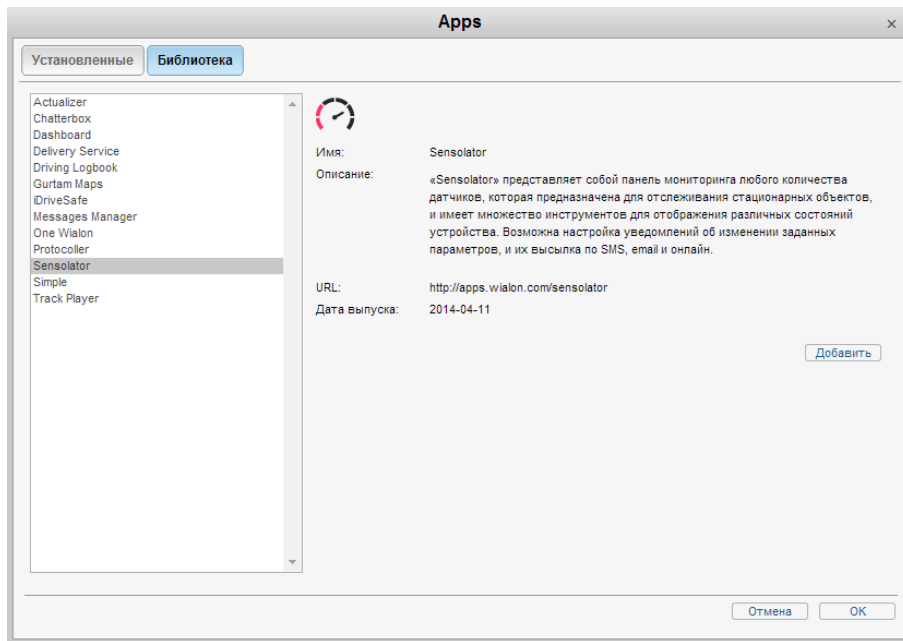 Apps
Установленные
Библиотека
Actualizer
Chatterbox
Dashboard
Delivery Service
Driving Logbook
Gurtam Maps
iDriveSafe
Messages Manager
One Wialon
Protocoller
Sensolator
Simple
Track Player
Имя: Sensolator
Описание: «Sensolator» представляет собой панель мониторинга любого количества
датчиков, которая предназначена для отслеживания стационарных объектов,
и имеет множество инструментов для отображения различных состояний
устройства. Возможна настройка уведомлений об изменении заданных
параметров, и их высылка по SMS, email и онлайн.
URL: http://apps.wialon.com/sensolator
Дата выпуска: 2014-04-11
Добавить
Отмена
OK